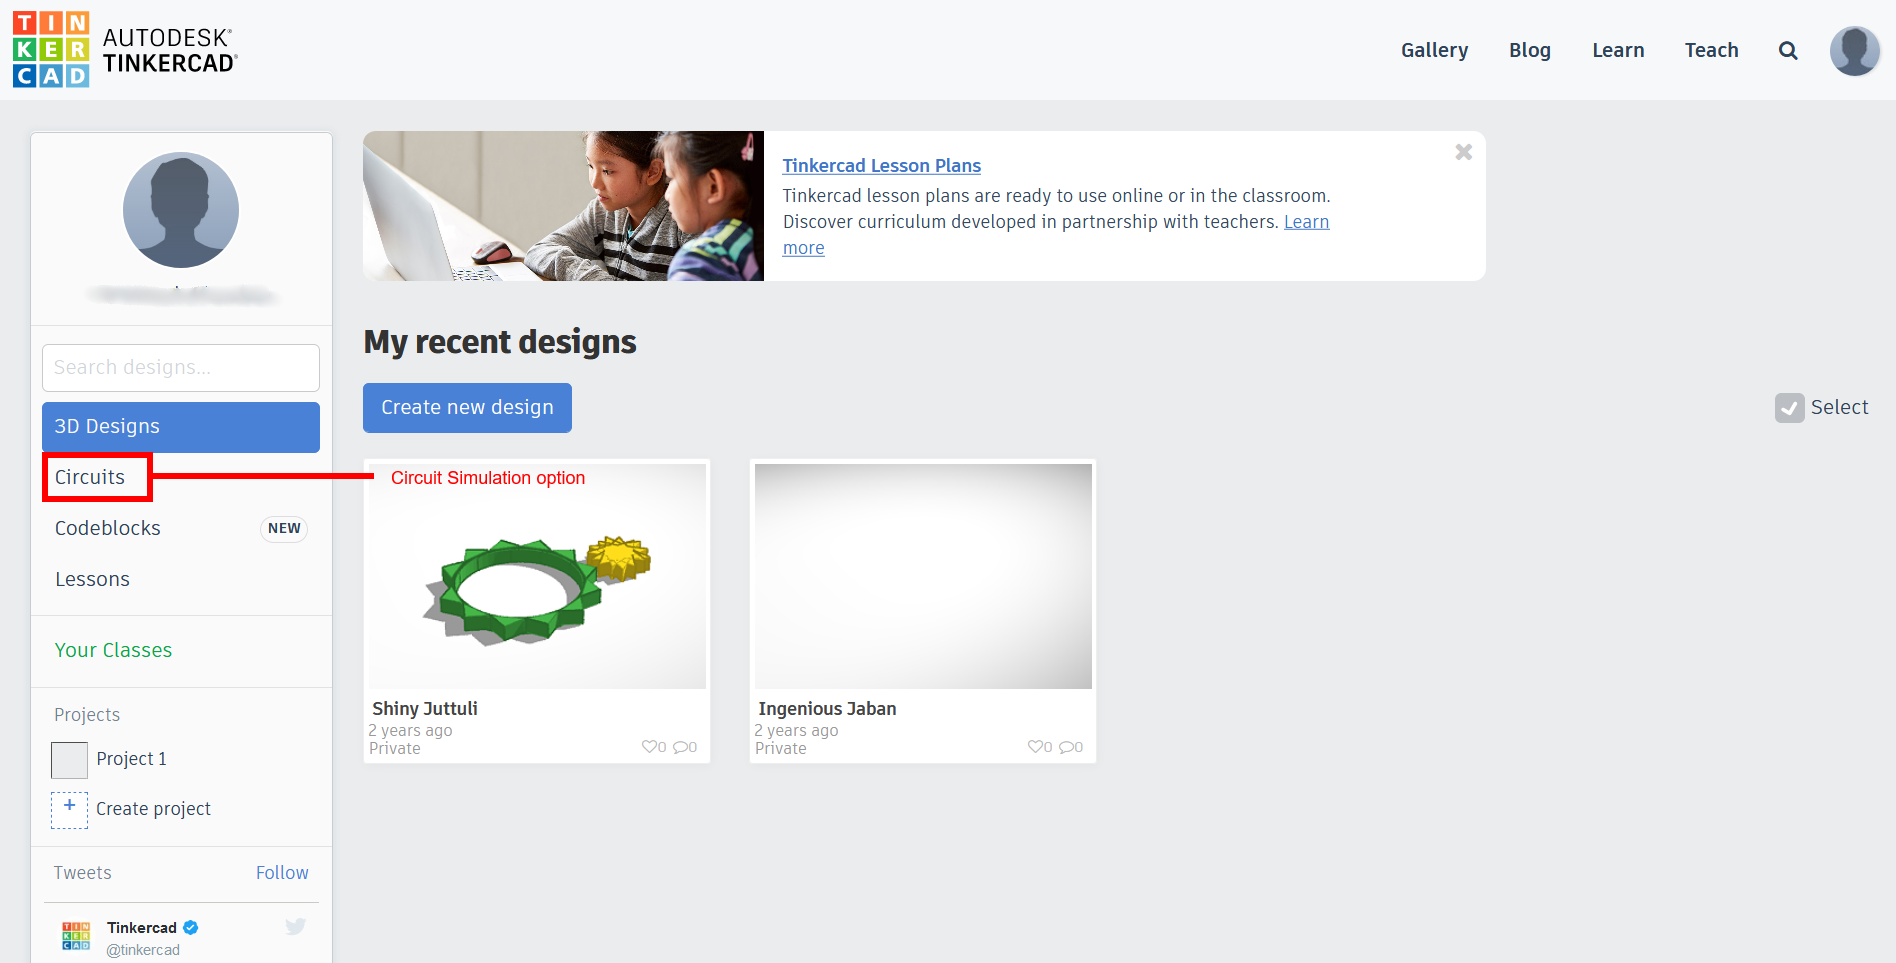 TIN
KER
CAD
AUTODESK®
TINKERCAD®
Gallery
Blog
Learn
Teach
Tinkercad Lesson Plans
Tinkercad lesson plans are ready to use online or in the classroom.
Discover curriculum developed in partnership with teachers. Learn
more
Search designs...
3D Designs
Circuits
Codeblocks
NEW
Lessons
Your Classes
Projects
Project 1
+
Create project
Tweets
Follow
TIN
KER
CAD
Tinkercad
@tinkercad
My recent designs
Create new design
Select
Circuit Simulation option
Shiny Juttuli
2 years ago
Private
0
0
Ingenious Jaban
2 years ago
Private
0
0